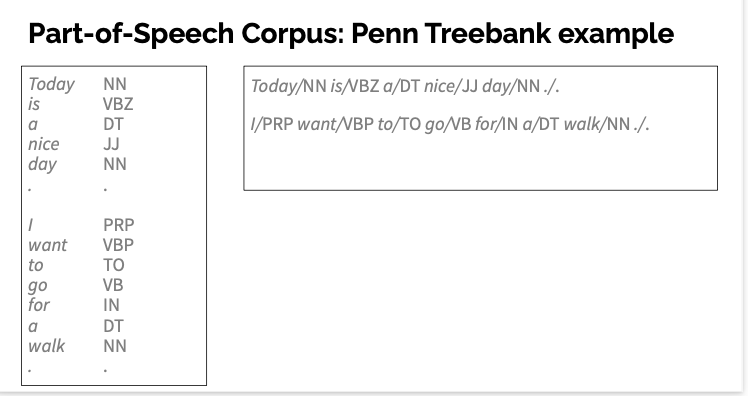 Part-of-Speech Corpus: Penn Treebank example
Today NN
is VBZ
a DT
nice JJ
day NN
. .
I PRP
want VBP
to TO
go VB
for IN
a DT
walk NN
. .
Today/NN is/VBZ a/DT nice/JJ day/NN ./.
I/PRP want/VBP to/TO go/VB for/IN a/DT walk/NN ./.